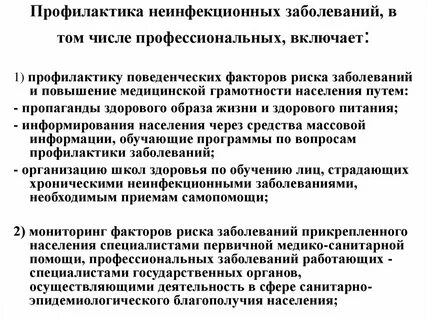 Профилактика неинфекционных заболеваний, в
том числе профессиональных, включает:
1) профилактику поведенческих факторов риска заболеваний
и повышение медицинской грамотности населения путем:
- пропаганды здорового образа жизни и здорового питания;
- информирования населения через средства массовой
информации, обучающие программы по вопросам
профилактики заболеваний;
- организацию школ здоровья по обучению лиц, страдающих
хроническими неинфекционными заболеваниями,
необходимым приемам самопомощи;
2) мониторинг факторов риска заболеваний прикрепленного
населения специалистами первичной медико-санитарной
помощи, профессиональных заболеваний работающих -
специалистами государственных органов,
осуществляющими деятельность в сфере санитарно-
эпидемиологического благополучия населения;